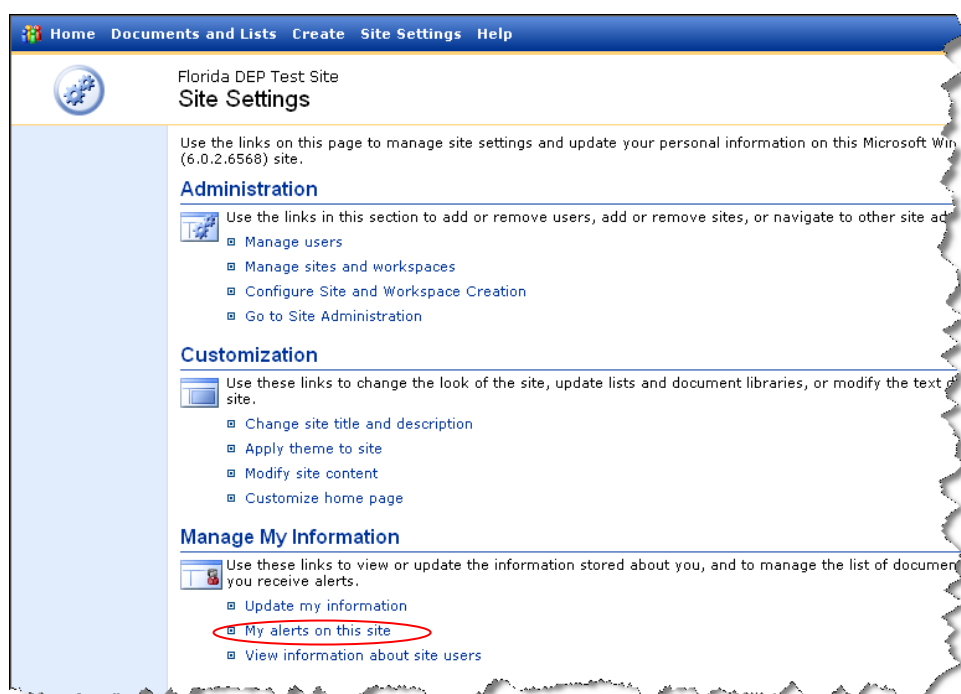 Home Documents and Lists Create Site Settings Help
Florida DEP Test Site
Site Settings
Use the links on this page to manage site settings and update your personal information on this Microsoft
(6.0.2.6568) site.
Administration
Use the links in this section to add or remove users, add or remove sites, or navigate to other site
Manage users
Manage sites and workspaces
Configure Site and Workspace Creation
Go to Site Administration
Customization
Use these links to change the look of the site, update lists and document libraries, or modify the text
site.
Change site title and description
Apply theme to site
Modify site content
Customize home page
Manage My Information
Use these links to view or update the information stored about you, and to manage the list of
you receive alerts.
Update my information
My alerts on this site
View information about site users